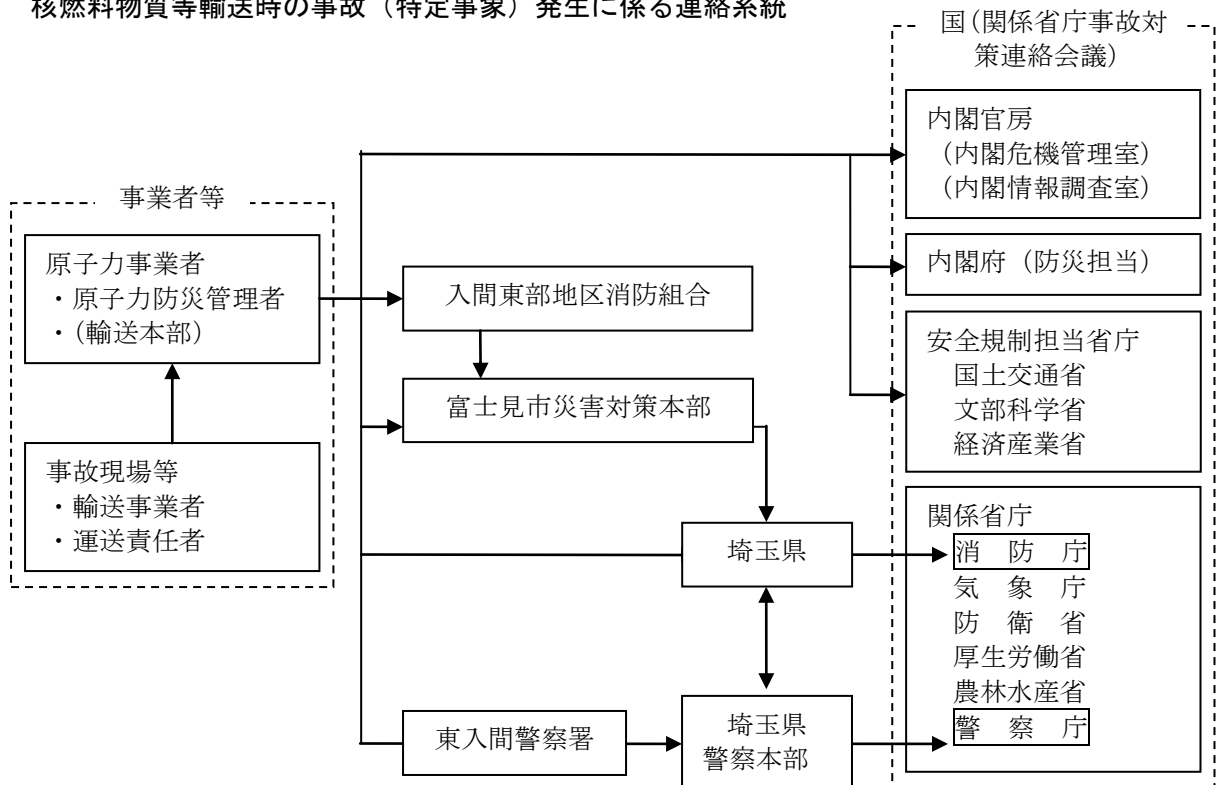 核燃料物質等輸送時の事故（特定事象）発生に係る連絡系統
国(関係省庁事故対
策連絡会議)
内閣官房
（内閣危機管理室）
（内閣情報調査室）
事業者等
原子力事業者
・原子力防災管理者
・(輸送本部)
入間東部地区消防組合
内閣府（防災担当）
富士見市災害対策本部
安全規制担当省庁
国土交通省
文部科学省
経済産業省
事故現場等
・輸送事業者
・運送責任者
埼玉県
関係省庁
消　防　庁
気　象　庁
防　衛　省
厚生労働省
農林水産省
警　察　庁
東入間警察署
埼玉県
警察本部